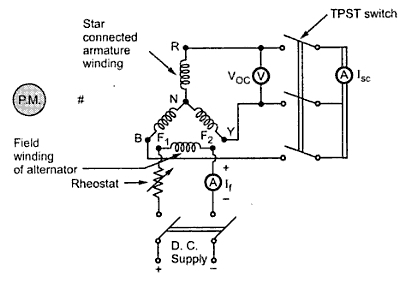 TPST switch
Star
connected
armature
winding
R
V_OC
V
A
I_sc
P.M.
#
N
B
F₁
F₂
Y
Field
winding
of alternator
Rheostat
+
A
I_f
−
D. C.
Supply
+
−